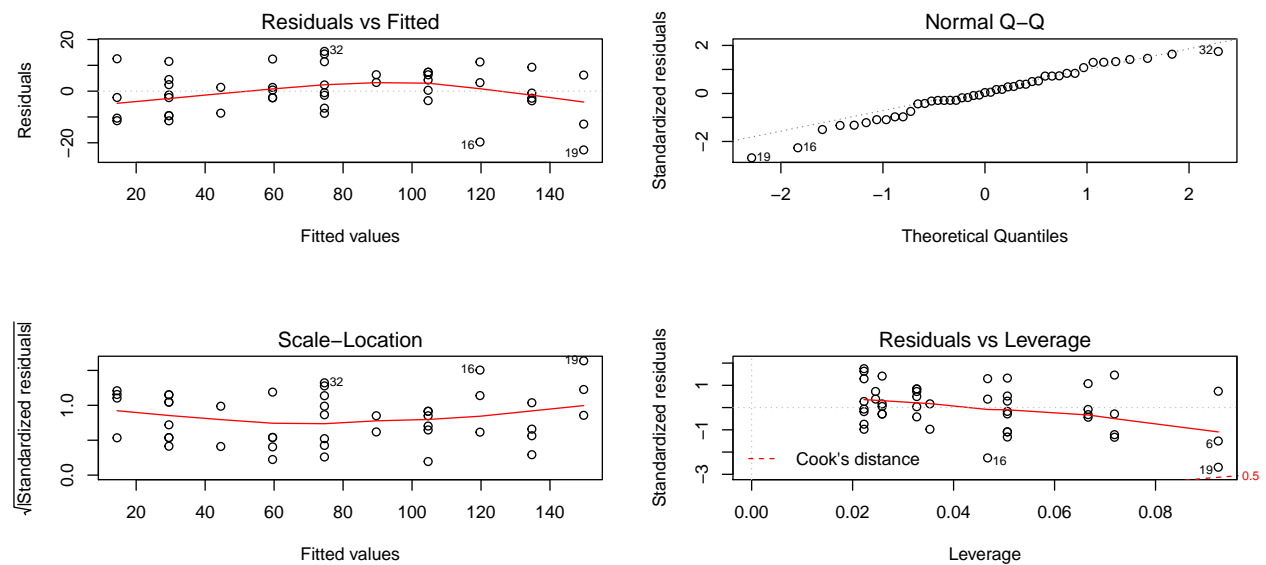 Residuals vs Fitted
Residuals
20
0
−20
32
16
19
20 40 60 80 100 120 140
Fitted values
Normal Q−Q
Standardized residuals
2
0
−2
32
19
16
−2 −1 0 1 2
Theoretical Quantiles
Scale−Location
√|Standardized residuals|
1.0
0.0
32
16
19
20 40 60 80 100 120 140
Fitted values
Residuals vs Leverage
Standardized residuals
1
−1
−3
Cook's distance
16
6
19
0.5
0.00 0.02 0.04 0.06 0.08
Leverage